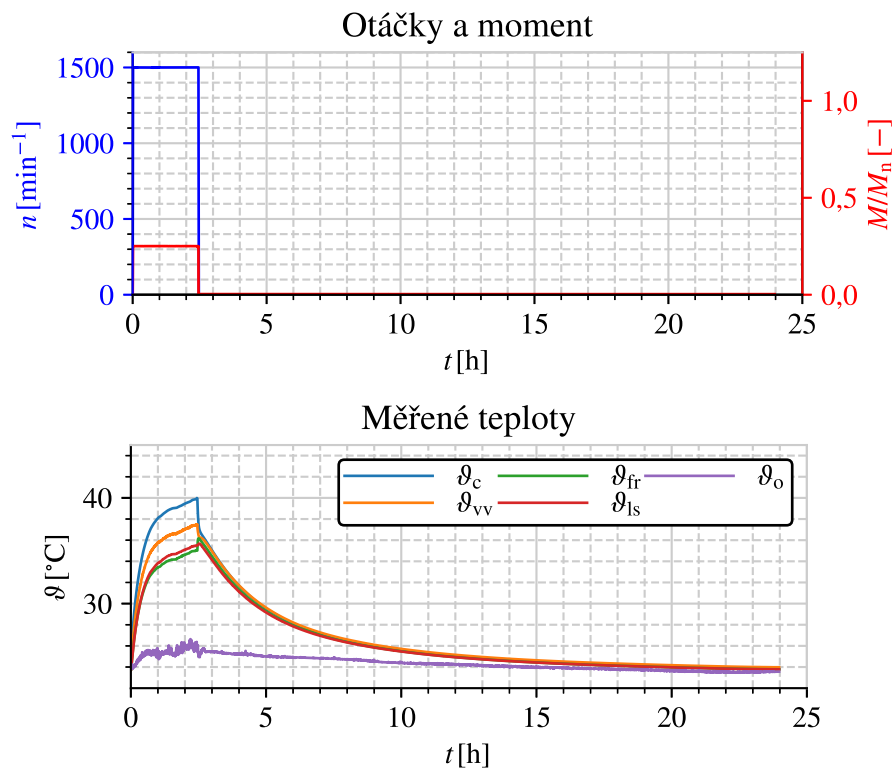 Otáčky a moment
1500
1000
500
0
n [min⁻¹]
1,0
0,5
0,0
M/Mₙ [−]
0 5 10 15 20 25
t [h]
Měřené teploty
ϑc ϑfr ϑo
ϑvv ϑls
40
30
ϑ [°C]
0 5 10 15 20 25
t [h]